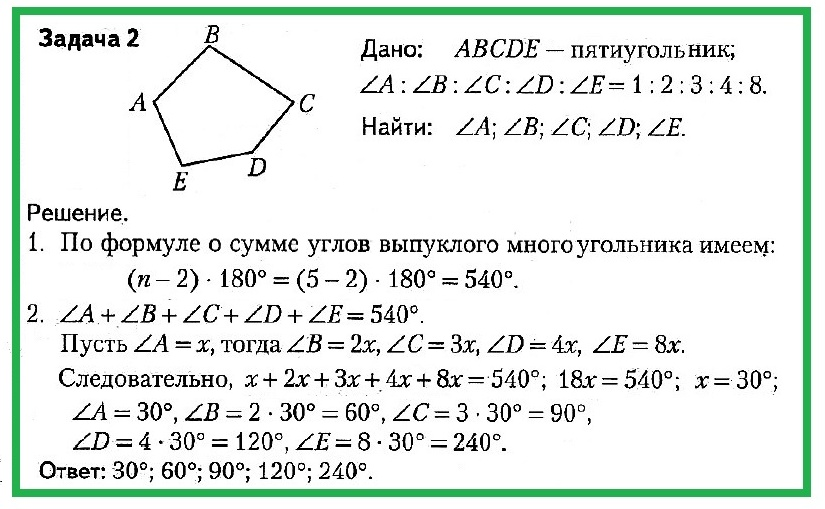 Задача 2
B
A
C
E
D
Дано: ABCDE — пятиугольник;
∠A : ∠B : ∠C : ∠D : ∠E = 1 : 2 : 3 : 4 : 8.
Найти: ∠A; ∠B; ∠C; ∠D; ∠E.
Решение.
1. По формуле о сумме углов выпуклого многоугольника имеем:
(n – 2) · 180° = (5 – 2) · 180° = 540°.
2. ∠A + ∠B + ∠C + ∠D + ∠E = 540°.
Пусть ∠A = x, тогда ∠B = 2x, ∠C = 3x, ∠D = 4x, ∠E = 8x.
Следовательно, x + 2x + 3x + 4x + 8x = 540°; 18x = 540°; x = 30°;
∠A = 30°, ∠B = 2 · 30° = 60°, ∠C = 3 · 30° = 90°,
∠D = 4 · 30° = 120°, ∠E = 8 · 30° = 240°.
Ответ: 30°; 60°; 90°; 120°; 240°.